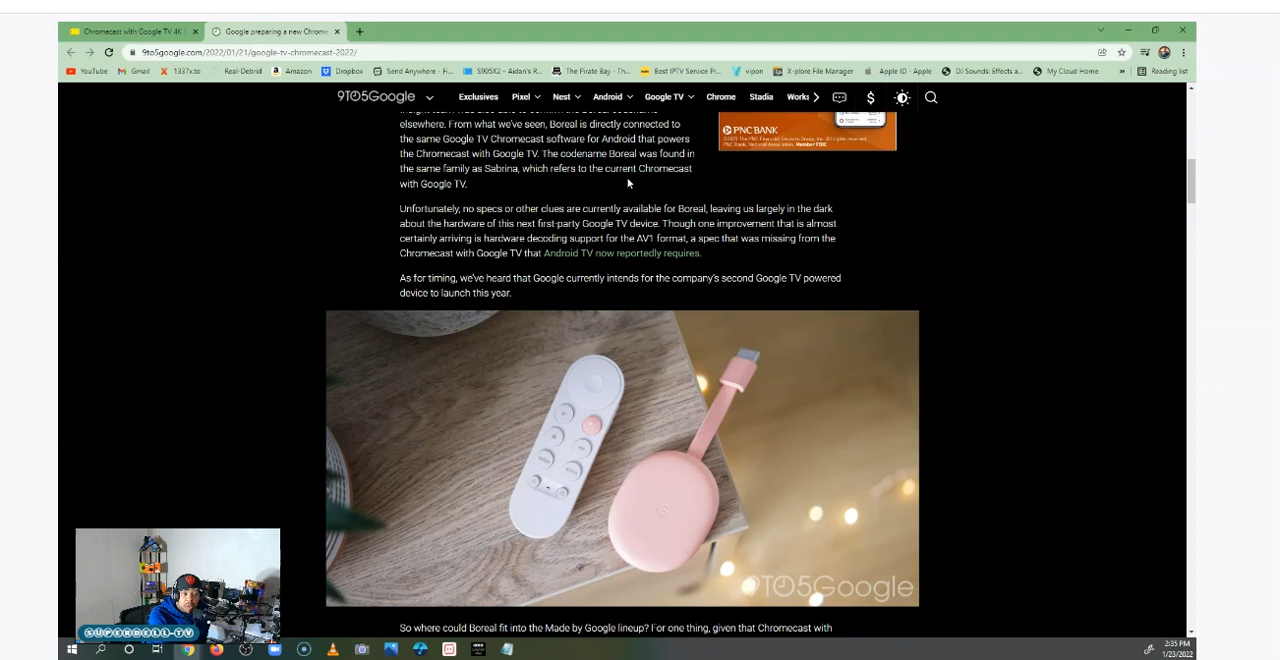 Chromecast with Google TV 4K
Google preparing a new Chrome
9to5google.com/2022/01/21/google-tv-chromecast-2022/
YouTube Gmail 1337x.to Real-Debrid Amazon Dropbox Send Anywhere - Fi... S905X2 – Aidan's R... The Pirate Bay - Th... Best IPTV Service Pr... vipon X-plore File Manager Apple ID - Apple DJ Sounds: Effects a... My Cloud Home » Reading list
9TO5Google Exclusives Pixel Nest Android Google TV Chrome Stadia Works
elsewhere. From what we've seen, Boreal is directly connected to
the same Google TV Chromecast software for Android that powers
the Chromecast with Google TV. The codename Boreal was found in
the same family as Sabrina, which refers to the current Chromecast
with Google TV.
PNC BANK
Unfortunately, no specs or other clues are currently available for Boreal, leaving us largely in the dark
about the hardware of this next first-party Google TV device. Though one improvement that is almost
certainly arriving is hardware decoding support for the AV1 format, a spec that was missing from the
Chromecast with Google TV that Android TV now reportedly requires.
As for timing, we've heard that Google currently intends for the company's second Google TV powered
device to launch this year.
9TO5Google
SUPERDELL-TV
So where could Boreal fit into the Made by Google lineup? For one thing, given that Chromecast with
2:35 PM
1/23/2022